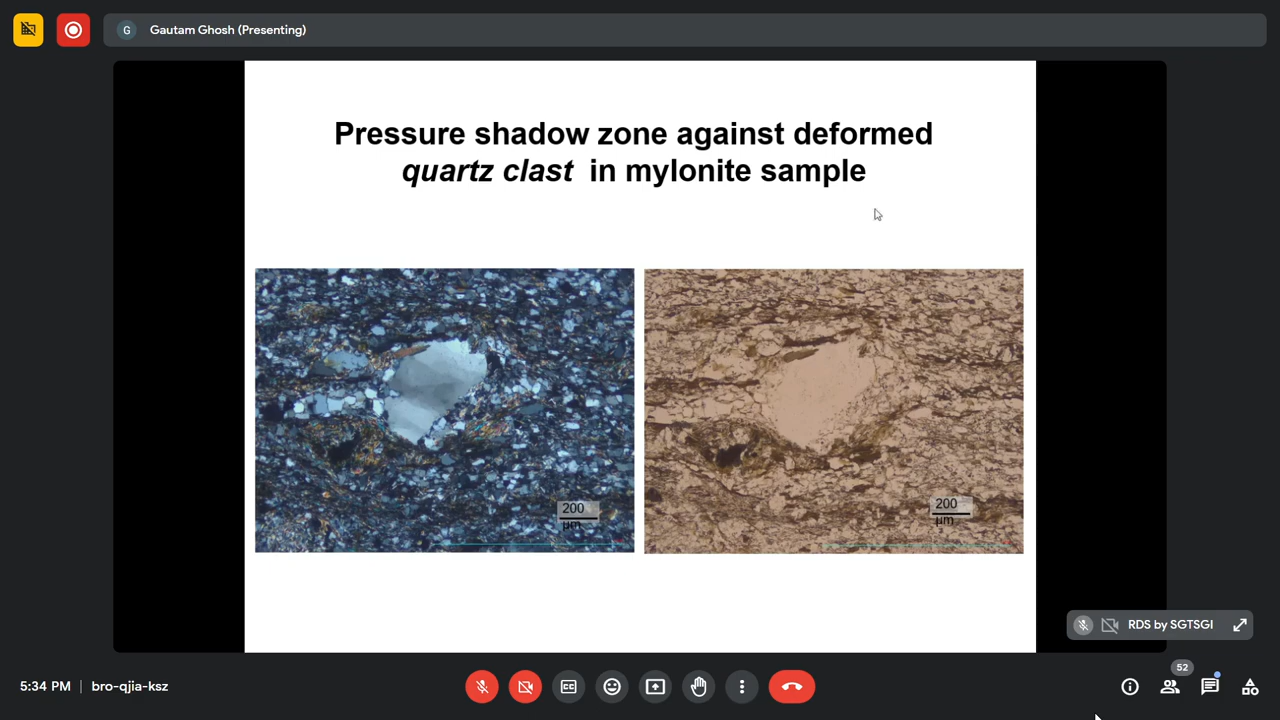 G Gautam Ghosh (Presenting)
Pressure shadow zone against deformed
quartz clast in mylonite sample
200
µm
200
µm
RDS by SGTSGI
5:34 PM | bro-qjia-ksz
CC
52